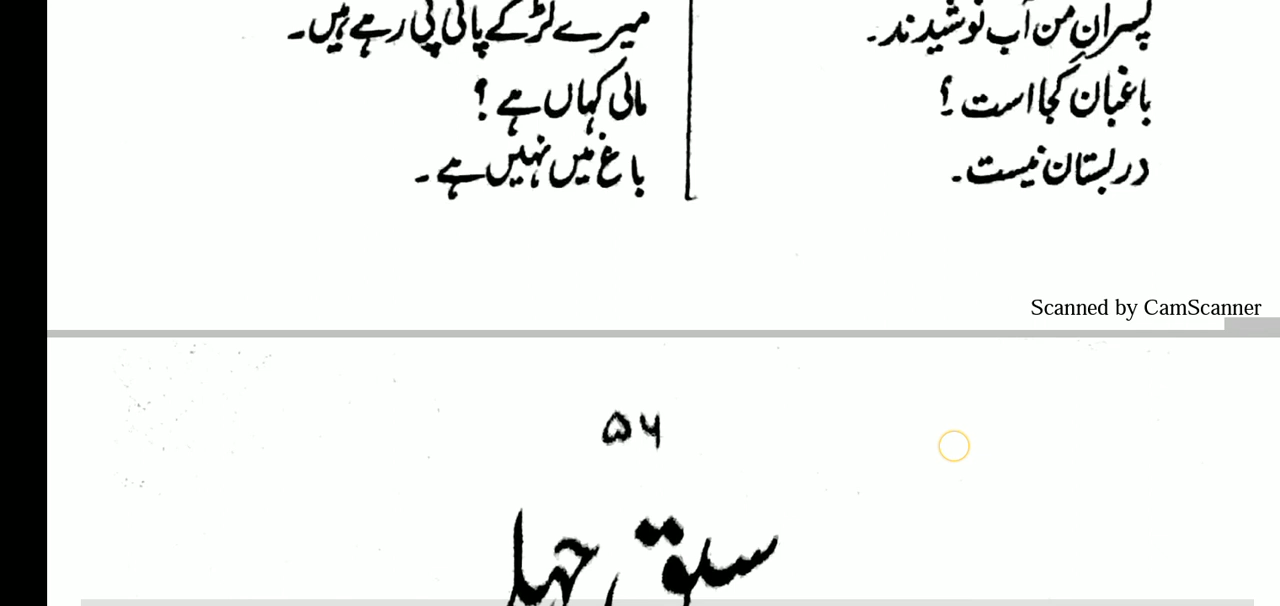 پسرانِ من آب نوشیدند۔
باغبان کجا است ؟
در بستان نیست۔
میرے لڑکے پانی پی رہے ہیں۔
مالی کہاں ہے ؟
باغ میں نہیں ہے ۔
Scanned by CamScanner
۵۶
سبق